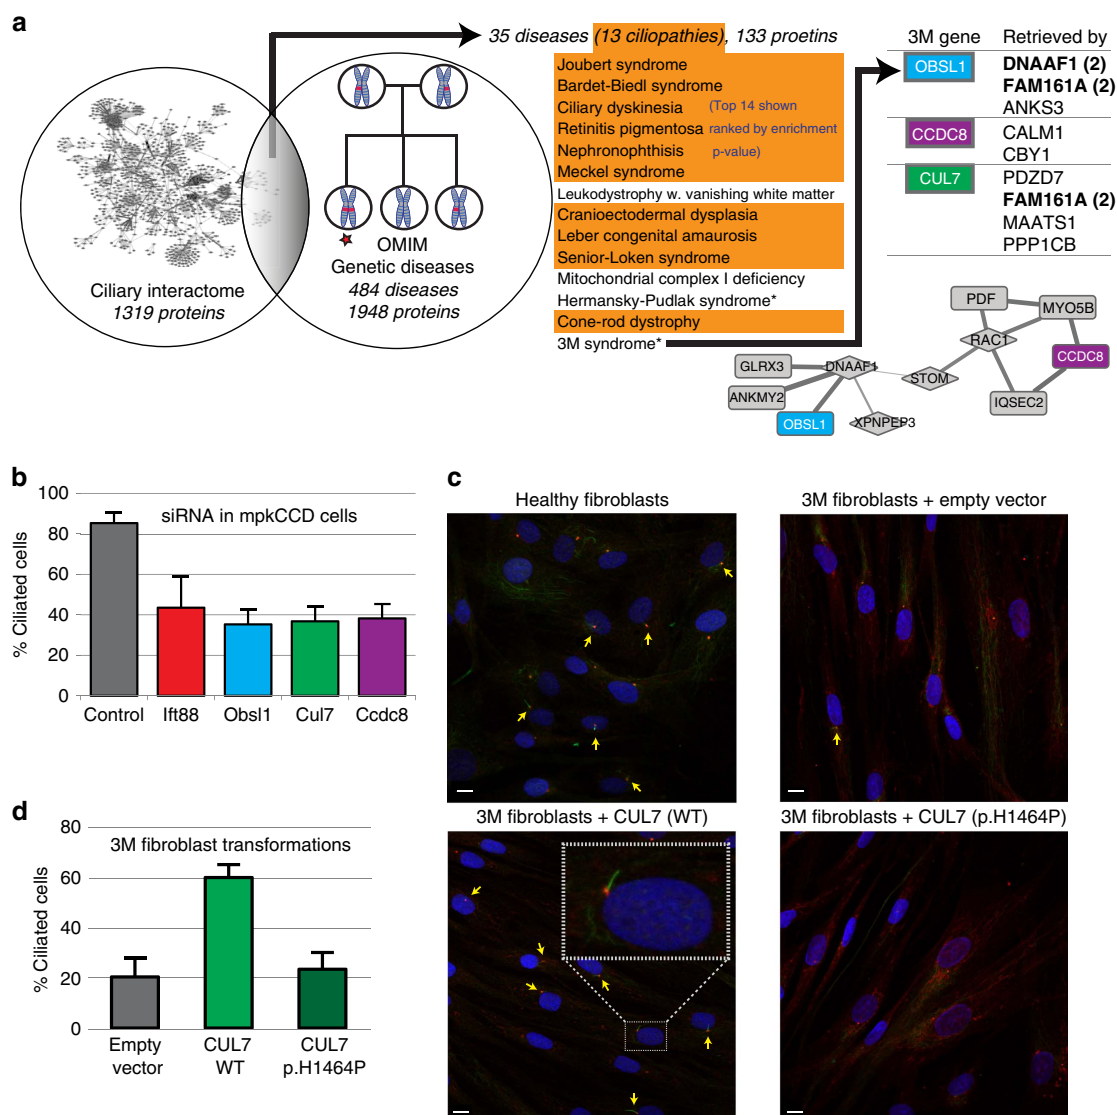 a
35 diseases (13 ciliopathies), 133 proetins
Ciliary interactome
1319 proteins
OMIM
Genetic diseases
484 diseases
1948 proteins
Joubert syndrome
Bardet-Biedl syndrome
Ciliary dyskinesia
Retinitis pigmentosa
Nephronophthisis
Meckel syndrome
Leukodystrophy w. vanishing white matter
Cranioectodermal dysplasia
Leber congenital amaurosis
Senior-Loken syndrome
Mitochondrial complex I deficiency
Hermansky-Pudlak syndrome*
Cone-rod dystrophy
3M syndrome*
(Top 14 shown
ranked by enrichment
p-value)
3M gene Retrieved by
OBSL1 DNAAF1 (2)
FAM161A (2)
ANKS3
CCDC8 CALM1
CBY1
CUL7 PDZD7
FAM161A (2)
MAATS1
PPP1CB
PDF
MYO5B
RAC1
CCDC8
GLRX3
DNAAF1
STOM
ANKMY2
IQSEC2
OBSL1
XPNPEP3
b
100
80
60
40
20
0
% Ciliated cells
siRNA in mpkCCD cells
Control Ift88 Obsl1 Cul7 Ccdc8
c
Healthy fibroblasts
3M fibroblasts + empty vector
3M fibroblasts + CUL7 (WT)
3M fibroblasts + CUL7 (p.H1464P)
d
80
60
40
20
0
% Ciliated cells
3M fibroblast transformations
Empty vector
CUL7 WT
CUL7 p.H1464P